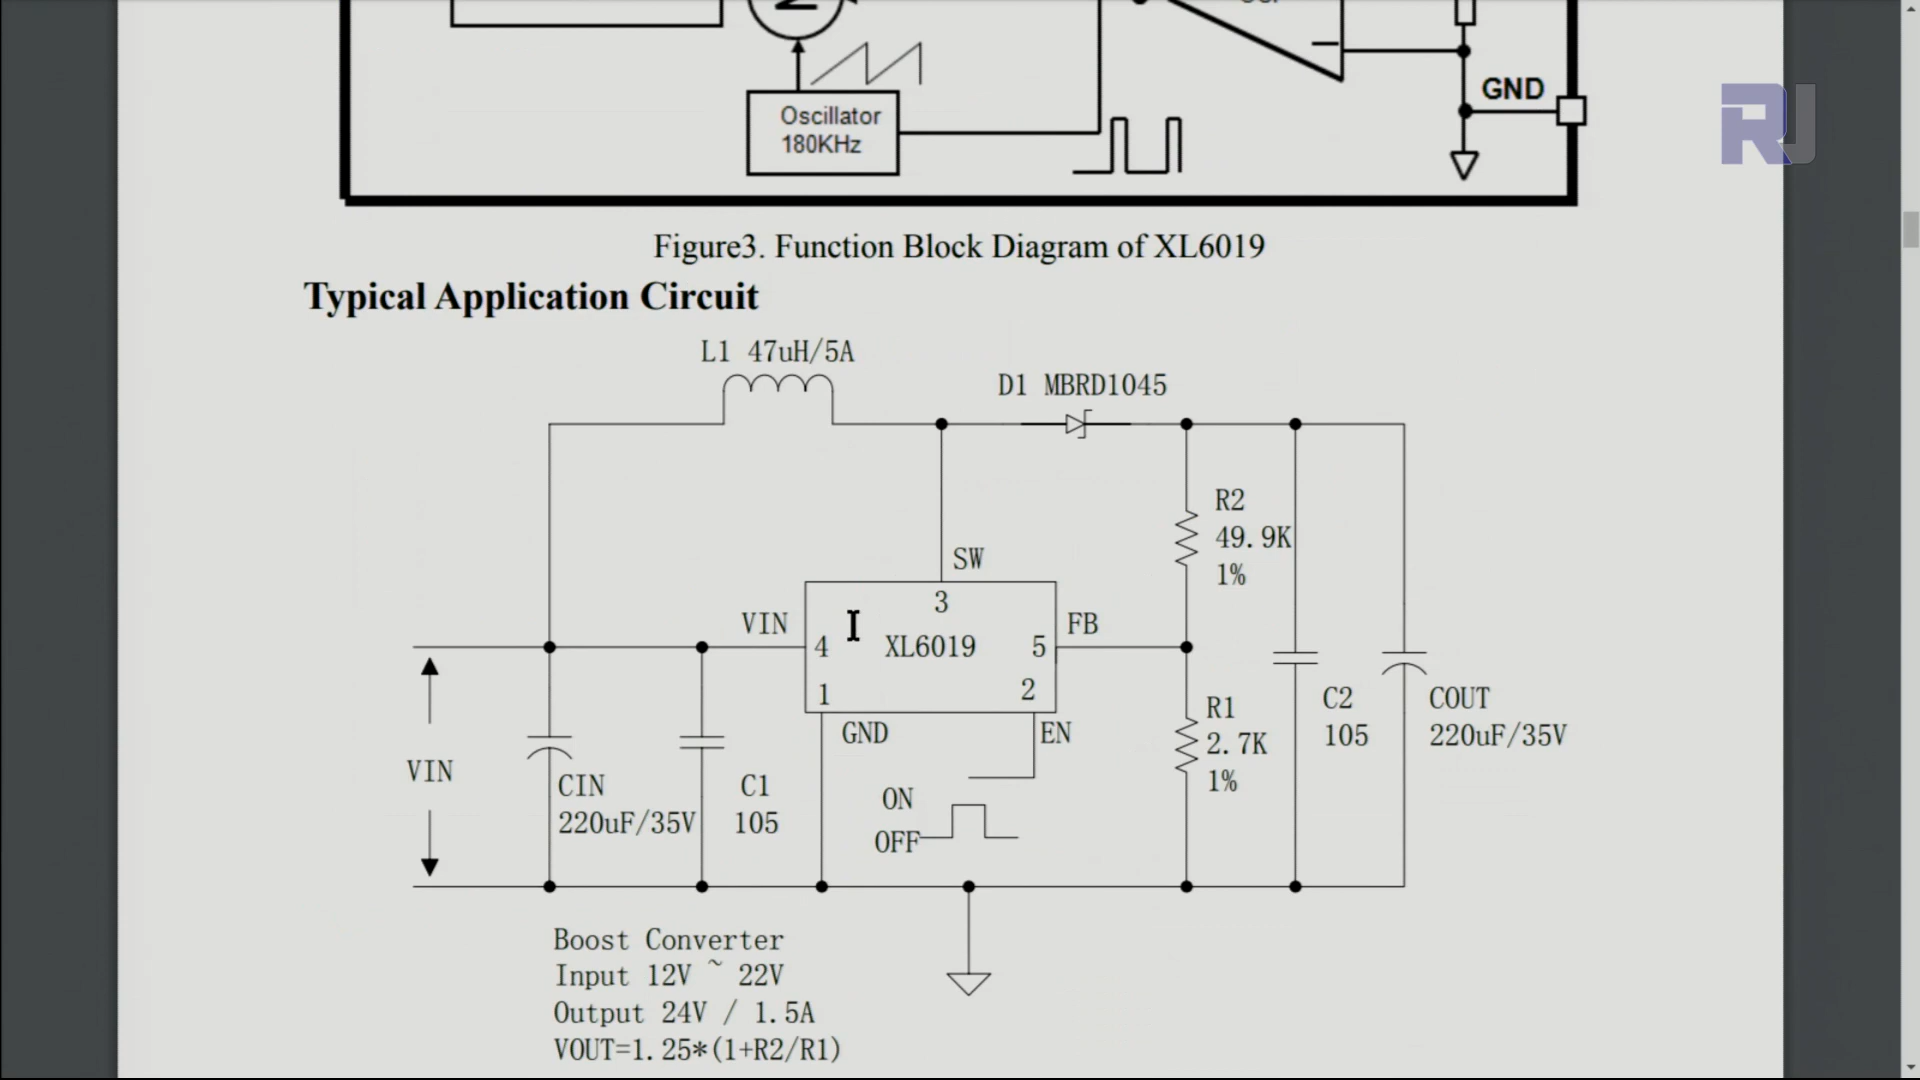 Oscillator
180KHz
GND
RJ
Figure3. Function Block Diagram of XL6019
Typical Application Circuit
L1 47uH/5A
D1 MBRD1045
R2
49.9K
1%
SW
3
VIN
FB
4
XL6019
5
1
2
GND
EN
R1
2.7K
1%
C2
105
COUT
220uF/35V
VIN
CIN
220uF/35V
C1
105
ON
OFF
Boost Converter
Input 12V ~ 22V
Output 24V / 1.5A
VOUT=1.25*(1+R2/R1)